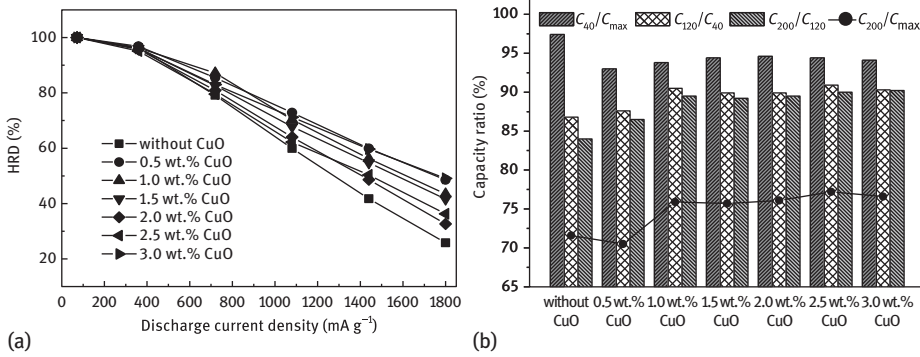 100
80
60
40
20
HRD (%)
without CuO
0.5 wt.% CuO
1.0 wt.% CuO
1.5 wt.% CuO
2.0 wt.% CuO
2.5 wt.% CuO
3.0 wt.% CuO
0 200 400 600 800 1000 1200 1400 1600 1800
Discharge current density (mA g⁻¹)
(a)
C40/Cmax C120/C40 C200/C120 C200/Cmax
95
90
85
80
75
70
65
Capacity ratio (%)
without CuO
0.5 wt.% CuO
1.0 wt.% CuO
1.5 wt.% CuO
2.0 wt.% CuO
2.5 wt.% CuO
3.0 wt.% CuO
(b)